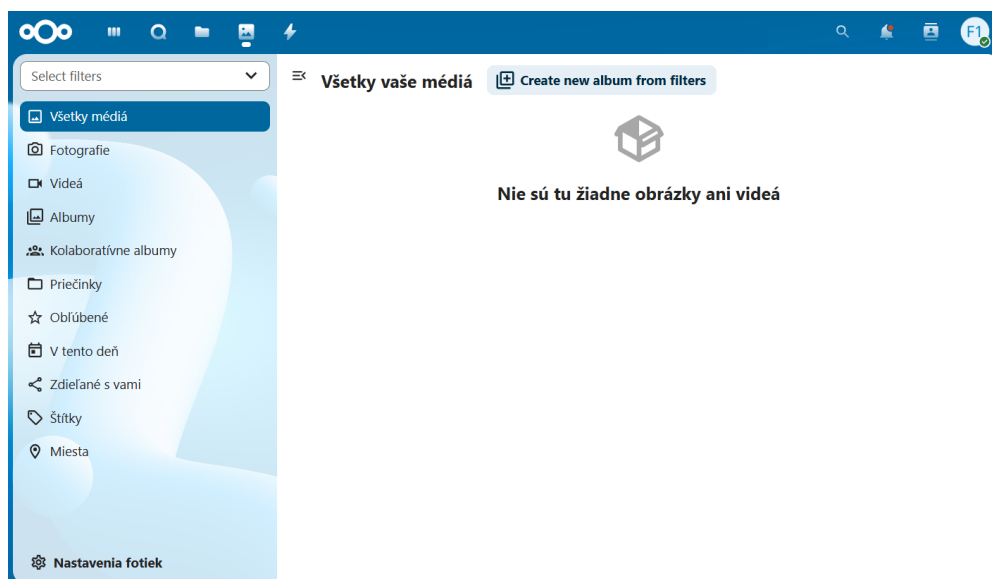 F1
Select filters
Všetky vaše médiá
Create new album from filters
Všetky médiá
Fotografie
Videá
Albumy
Kolaboratívne albumy
Priečinky
Obľúbené
V tento deň
Zdieľané s vami
Štítky
Miesta
Nastavenia fotiek
Nie sú tu žiadne obrázky ani videá